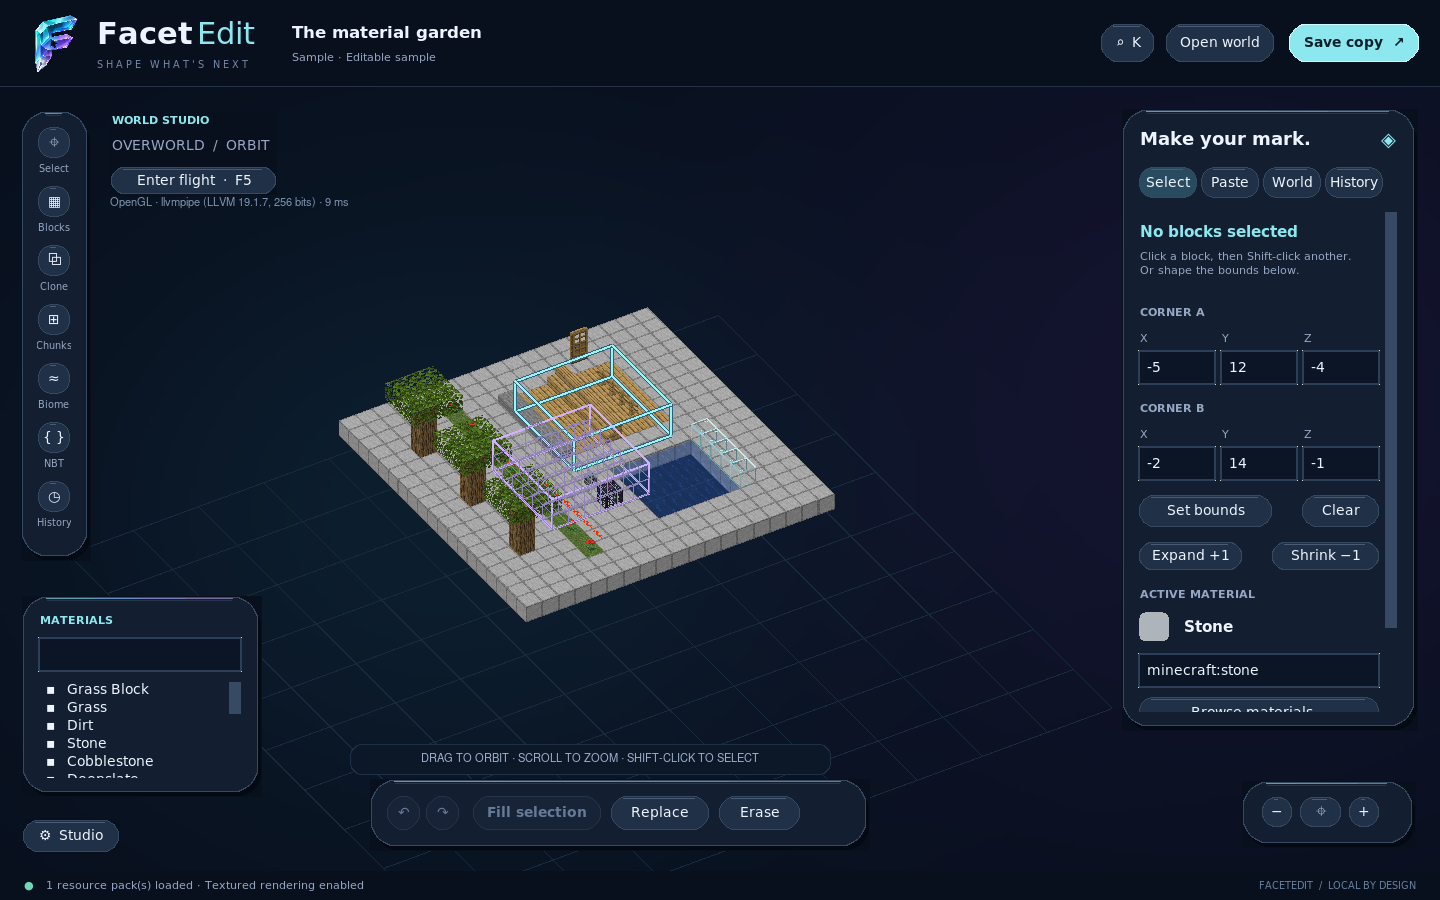 FacetEdit
SHAPE WHAT'S NEXT
The material garden
Sample · Editable sample
⌕ K
Open world
Save copy ↗
Select
Blocks
Clone
Chunks
Biome
{ }
NBT
History
WORLD STUDIO
OVERWORLD / ORBIT
Enter flight · F5
OpenGL · llvmpipe (LLVM 19.1.7, 256 bits) · 9 ms
MATERIALS
Grass Block
Grass
Dirt
Stone
Cobblestone
Deepslate
⚙ Studio
DRAG TO ORBIT · SCROLL TO ZOOM · SHIFT-CLICK TO SELECT
↶ ↷ Fill selection Replace Erase
Make your mark.
Select Paste World History
No blocks selected
Click a block, then Shift-click another.
Or shape the bounds below.
CORNER A
X Y Z
-5 12 -4
CORNER B
X Y Z
-2 14 -1
Set bounds Clear
Expand +1 Shrink −1
ACTIVE MATERIAL
Stone
minecraft:stone
Browse materials
− +
1 resource pack(s) loaded · Textured rendering enabled
FACETEDIT / LOCAL BY DESIGN